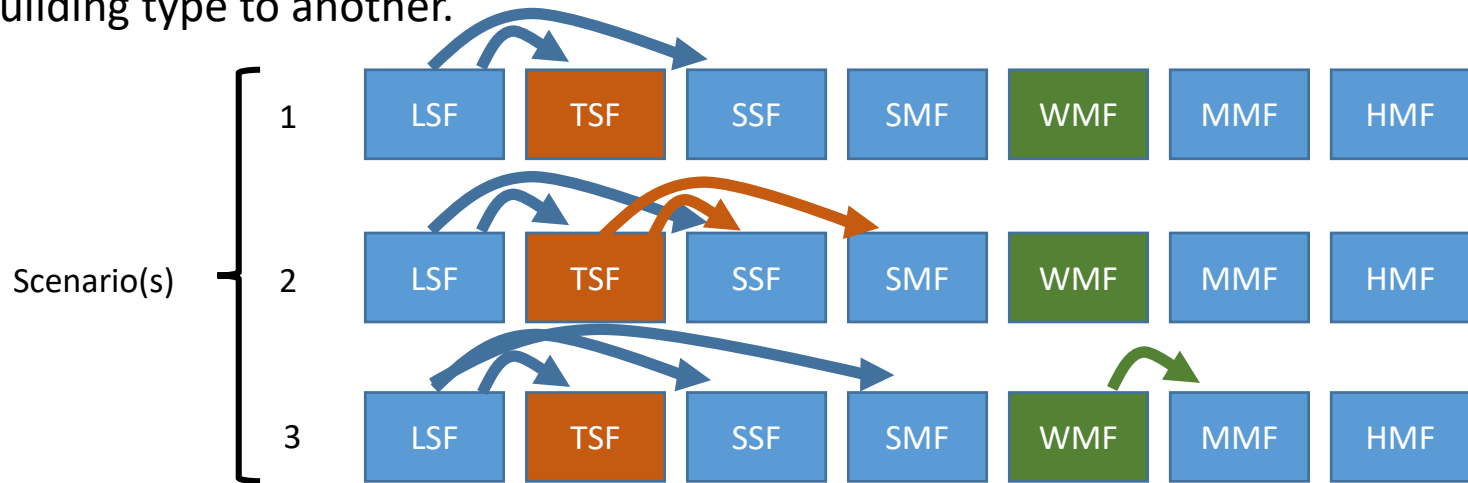 uilding type to another.
1 LSF TSF SSF SMF WMF MMF HMF
Scenario(s) 2 LSF TSF SSF SMF WMF MMF HMF
3 LSF TSF SSF SMF WMF MMF HMF